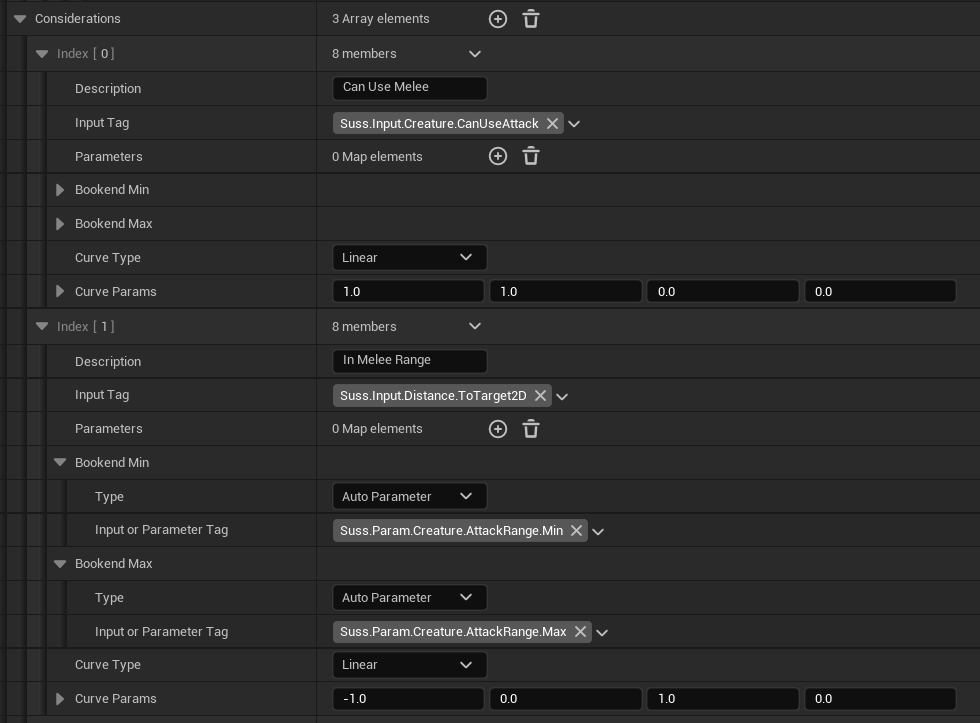 Considerations 3 Array elements
Index [ 0 ] 8 members
Description Can Use Melee
Input Tag Suss.Input.Creature.CanUseAttack
Parameters 0 Map elements
Bookend Min
Bookend Max
Curve Type Linear
Curve Params 1.0 1.0 0.0 0.0
Index [ 1 ] 8 members
Description In Melee Range
Input Tag Suss.Input.Distance.ToTarget2D
Parameters 0 Map elements
Bookend Min
Type Auto Parameter
Input or Parameter Tag Suss.Param.Creature.AttackRange.Min
Bookend Max
Type Auto Parameter
Input or Parameter Tag Suss.Param.Creature.AttackRange.Max
Curve Type Linear
Curve Params -1.0 0.0 1.0 0.0